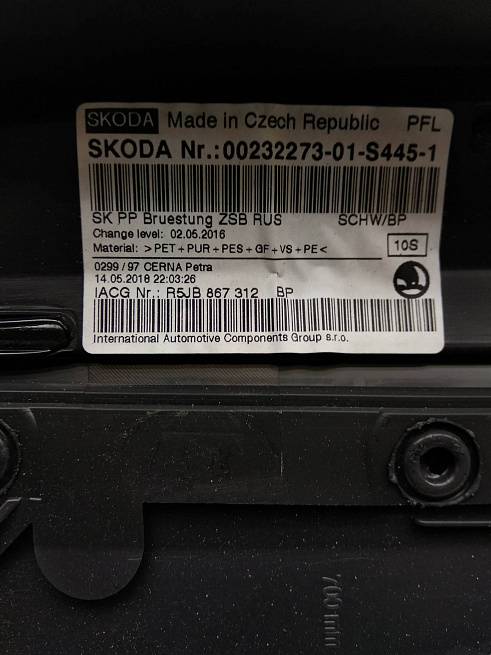 SKODA Made in Czech Republic PFL
SKODA Nr.:00232273-01-S445-1
SK PP Bruestung ZSB RUS SCHW/BP
Change level: 02.05.2016
Material: >PET+PUR+PES+GF+VS+PE< 10S
0299 / 97 CERNA Petra
14.05.2018 22:03:26
IACG Nr.: R5JB 867 312 BP
International Automotive Components Group s.r.o.